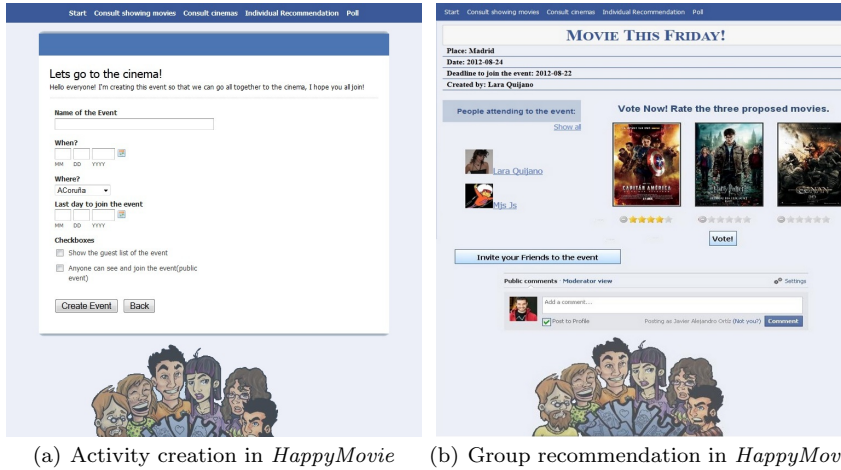 Start Consult showing movies Consult cinemas Individual Recommendation Poll
Lets go to the cinema!
Hello everyone! I'm creating this event so that we can go all together to the cinema, I hope you all join!
Name of the Event
When?
MM DD YYYY
Where?
ACoruña
Last day to join the event
MM DD YYYY
Checkboxes
Show the guest list of the event
Anyone can see and join the event(public
event)
Create Event Back
(a) Activity creation in HappyMovie
Start Consult showing movies Consult cinemas Individual Recommendation Poll
MOVIE THIS FRIDAY!
Place: Madrid
Date: 2012-08-24
Deadline to join the event: 2012-08-22
Created by: Lara Quijano
People attending to the event:
Show all
Lara Quijano
Mjs Js
Vote Now! Rate the three proposed movies.
CAPITÁN AMÉRICA
Harry Potter
CONAN
Vote!
Invite your Friends to the event
Public comments · Moderator view
Settings
Add a comment...
Post to Profile
Posting as Javier Alejandro Ortiz (Not you?) Comment
(b) Group recommendation in HappyMov